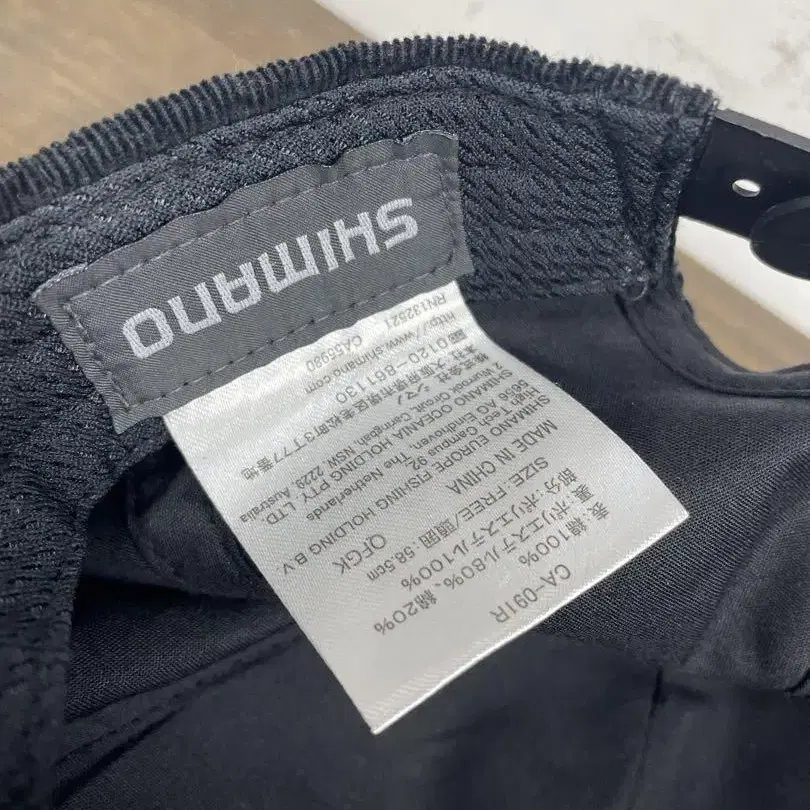 SHIMANO
CA-091R
表:綿100%
裏:ポリエステル80%、綿20%
部分:ポリエステル100%
SIZE: FREE/頭囲:58.5cm
MADE IN CHINA QFGK
SHIMANO EUROPE FISHING HOLDING B.V.
High Tech Campus 92,
5656 AG Eindhoven, The Netherlands
SHIMANO OCEANIA HOLDING PTY LTD.
2 Wurrook Circuit, Caringbah, NSW, 2229, Australia
株式会社シマノ
本社:大阪府堺市堺区老松町3丁77番地
0120-861130
http://www.shimano.com
CA55980
RN132521